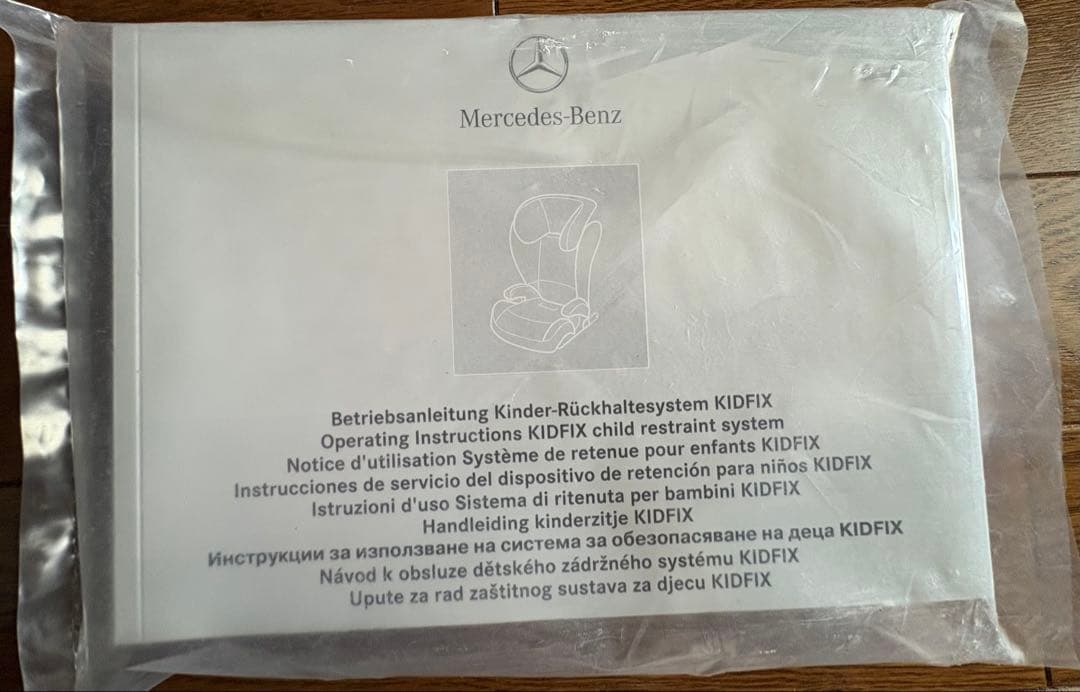 Mercedes-Benz
Betriebsanleitung Kinder-Rückhaltesystem KIDFIX
Operating Instructions KIDFIX child restraint system
Notice d'utilisation Système de retenue pour enfants KIDFIX
Instrucciones de servicio del dispositivo de retención para niños KIDFIX
Istruzioni d'uso Sistema di ritenuta per bambini KIDFIX
Handleiding kinderzitje KIDFIX
Инструкции за използване на система за обезопасяване на деца KIDFIX
Návod k obsluze dětského zádržného systému KIDFIX
Upute za rad zaštitnog sustava za djecu KIDFIX